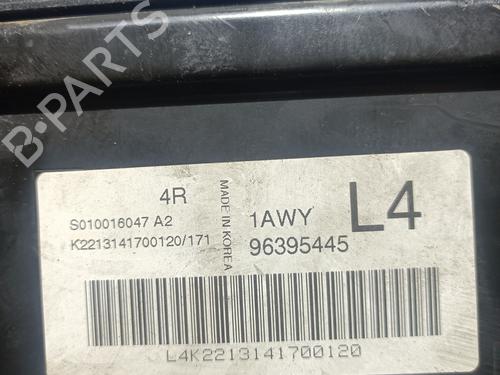 B-PARTS
4R
MADE IN KOREA
1AWY
L4
S010016047 A2
K2213141700120/171
96395445
L4K2213141700120